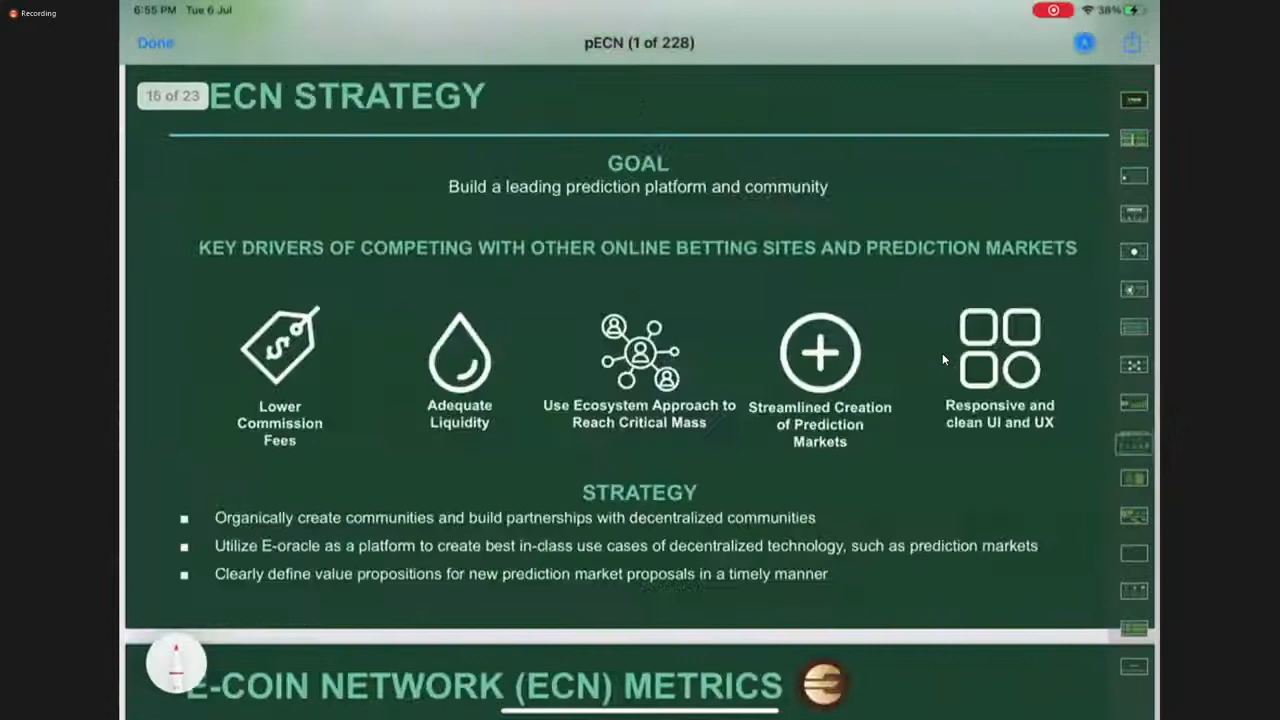 Recording
6:55 PM Tue 6 Jul
38%
Done
pECN (1 of 228)
15 of 23
ECN STRATEGY
GOAL
Build a leading prediction platform and community
KEY DRIVERS OF COMPETING WITH OTHER ONLINE BETTING SITES AND PREDICTION MARKETS
Lower
Commission
Fees
Adequate
Liquidity
Use Ecosystem Approach to
Reach Critical Mass
Streamlined Creation
of Prediction
Markets
Responsive and
clean UI and UX
STRATEGY
▪ Organically create communities and build partnerships with decentralized communities
▪ Utilize E-oracle as a platform to create best in-class use cases of decentralized technology, such as prediction markets
▪ Clearly define value propositions for new prediction market proposals in a timely manner
E-COIN NETWORK (ECN) METRICS